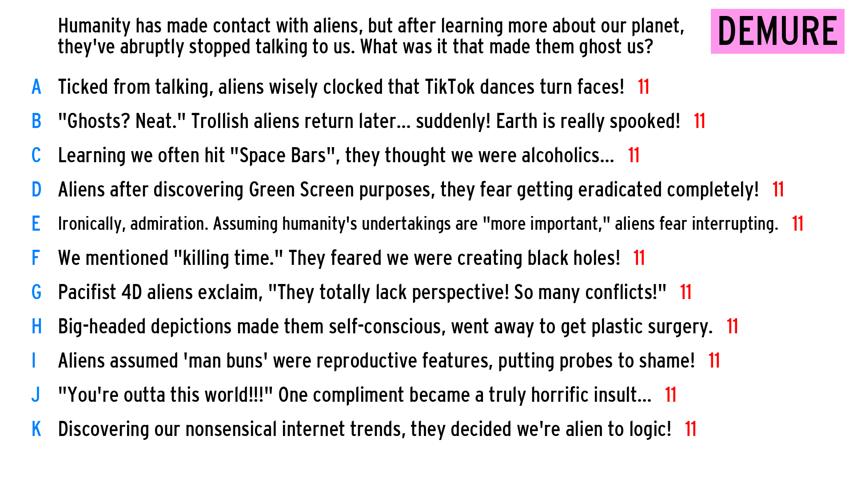 Humanity has made contact with aliens, but after learning more about our planet,
they've abruptly stopped talking to us. What was it that made them ghost us?
DEMURE
A Ticked from talking, aliens wisely clocked that TikTok dances turn faces! 11
B "Ghosts? Neat." Trollish aliens return later... suddenly! Earth is really spooked! 11
C Learning we often hit "Space Bars", they thought we were alcoholics... 11
D Aliens after discovering Green Screen purposes, they fear getting eradicated completely! 11
E Ironically, admiration. Assuming humanity's undertakings are "more important," aliens fear interrupting. 11
F We mentioned "killing time." They feared we were creating black holes! 11
G Pacifist 4D aliens exclaim, "They totally lack perspective! So many conflicts!" 11
H Big-headed depictions made them self-conscious, went away to get plastic surgery. 11
I Aliens assumed 'man buns' were reproductive features, putting probes to shame! 11
J "You're outta this world!!!" One compliment became a truly horrific insult... 11
K Discovering our nonsensical internet trends, they decided we're alien to logic! 11